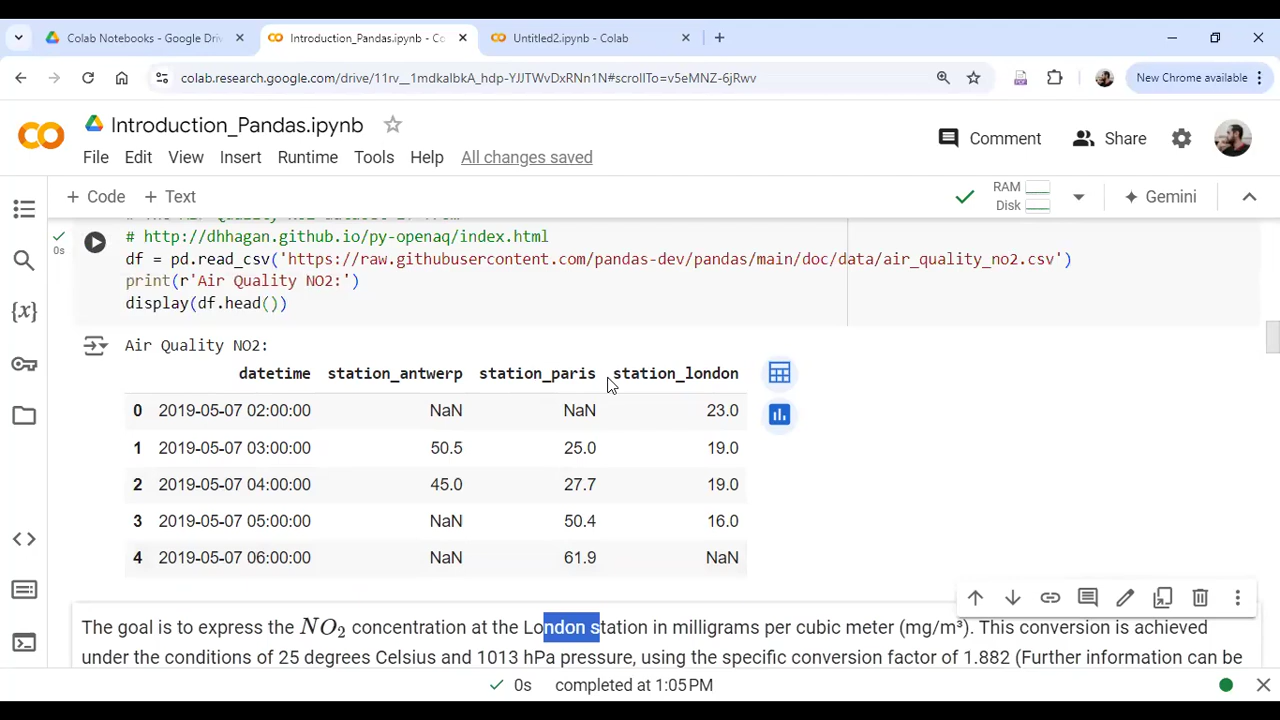 Colab Notebooks - Google Driv
Introduction_Pandas.ipynb - Co
Untitled2.ipynb - Colab
colab.research.google.com/drive/11rv__1mdkaIbkA_hdp-YJJTWvDxRNn1N#scrollTo=v5eMNZ-6jRwv
New Chrome available
Introduction_Pandas.ipynb
Comment
Share
File Edit View Insert Runtime Tools Help All changes saved
+ Code + Text
RAM
Disk
Gemini
# http://dhhagan.github.io/py-openaq/index.html
0s
df = pd.read_csv('https://raw.githubusercontent.com/pandas-dev/pandas/main/doc/data/air_quality_no2.csv')
print(r'Air Quality NO2:')
display(df.head())
Air Quality NO2:
datetime station_antwerp station_paris station_london
0 2019-05-07 02:00:00 NaN NaN 23.0
1 2019-05-07 03:00:00 50.5 25.0 19.0
2 2019-05-07 04:00:00 45.0 27.7 19.0
3 2019-05-07 05:00:00 NaN 50.4 16.0
4 2019-05-07 06:00:00 NaN 61.9 NaN
The goal is to express the NO₂ concentration at the London station in milligrams per cubic meter (mg/m³). This conversion is achieved
under the conditions of 25 degrees Celsius and 1013 hPa pressure, using the specific conversion factor of 1.882 (Further information can be
0s completed at 1:05 PM